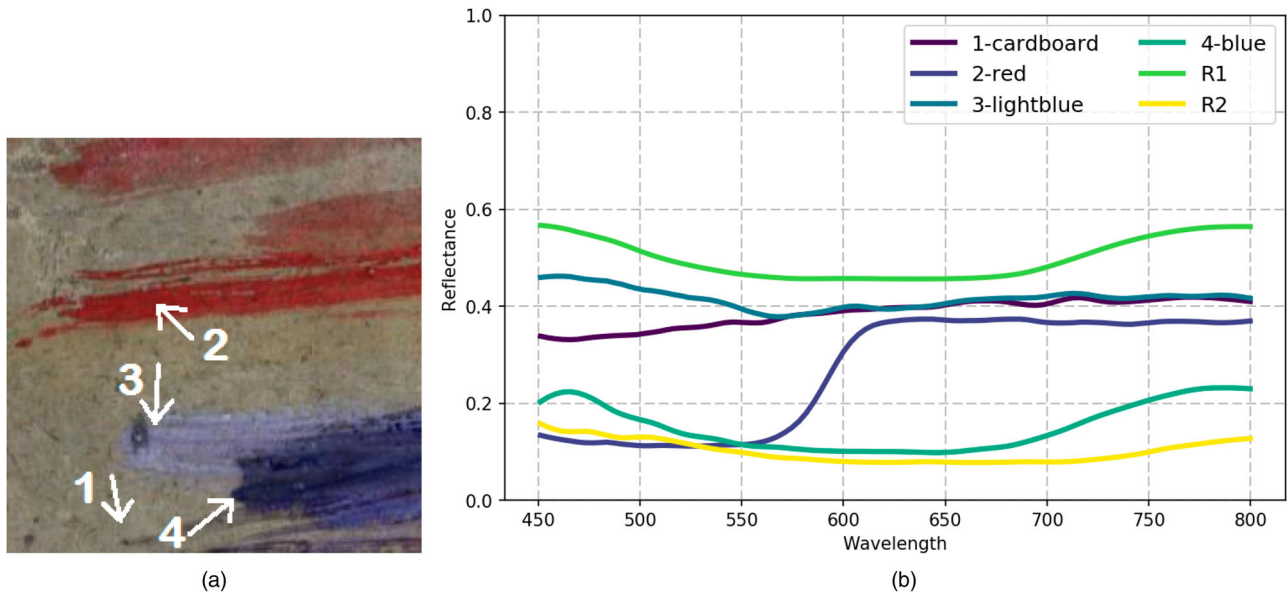 1.0
0.8
0.6
0.4
0.2
0.0
Reflectance
450 500 550 600 650 700 750 800
Wavelength
1-cardboard 4-blue
2-red R1
3-lightblue R2
2
3
1
4
(a) (b)